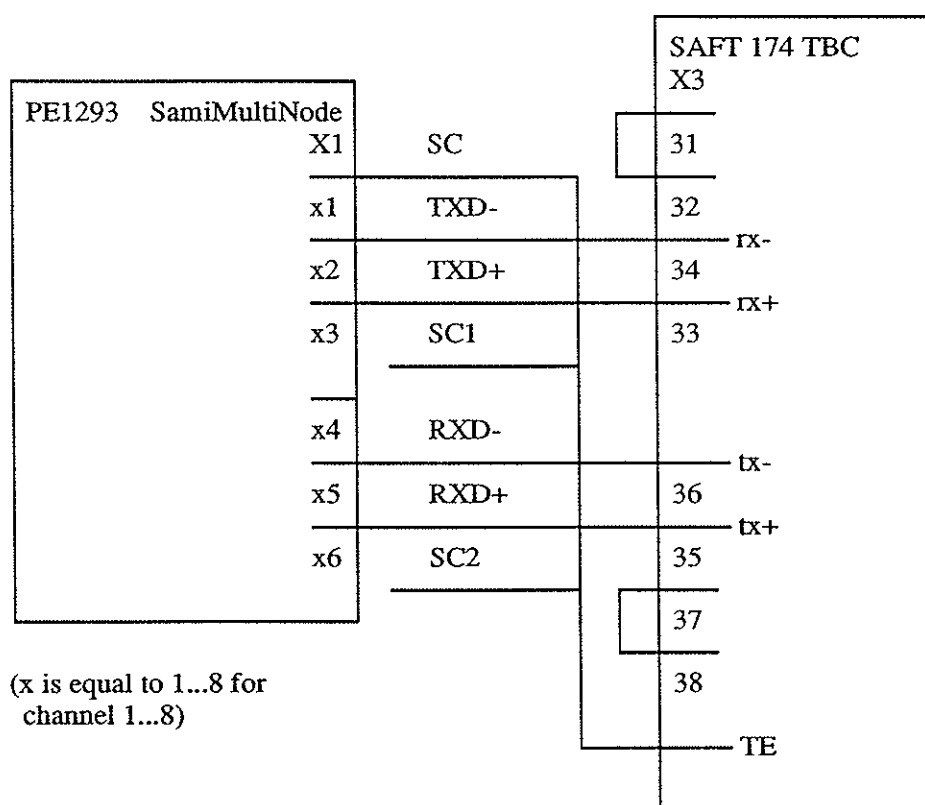 SAFT 174 TBC
X3
PE1293 SamiMultiNode
X1 SC 31
x1 TXD- 32
rx-
x2 TXD+ 34
rx+
x3 SC1 33
x4 RXD-
tx-
x5 RXD+ 36
tx+
x6 SC2 35
37
(x is equal to 1...8 for
channel 1...8)
38
TE